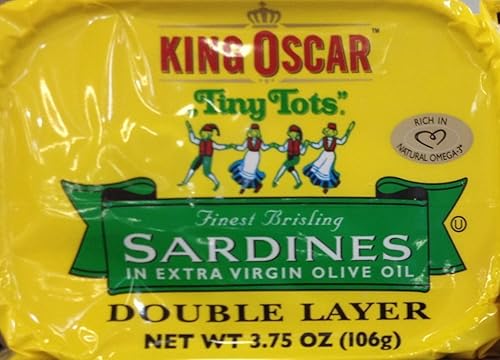 KING OSCAR
„Tiny Tots”.
RICH IN
NATURAL OMEGA-3*
Finest Brisling
SARDINES
IN EXTRA VIRGIN OLIVE OIL
U
DOUBLE LAYER
NET WT 3.75 OZ (106g)